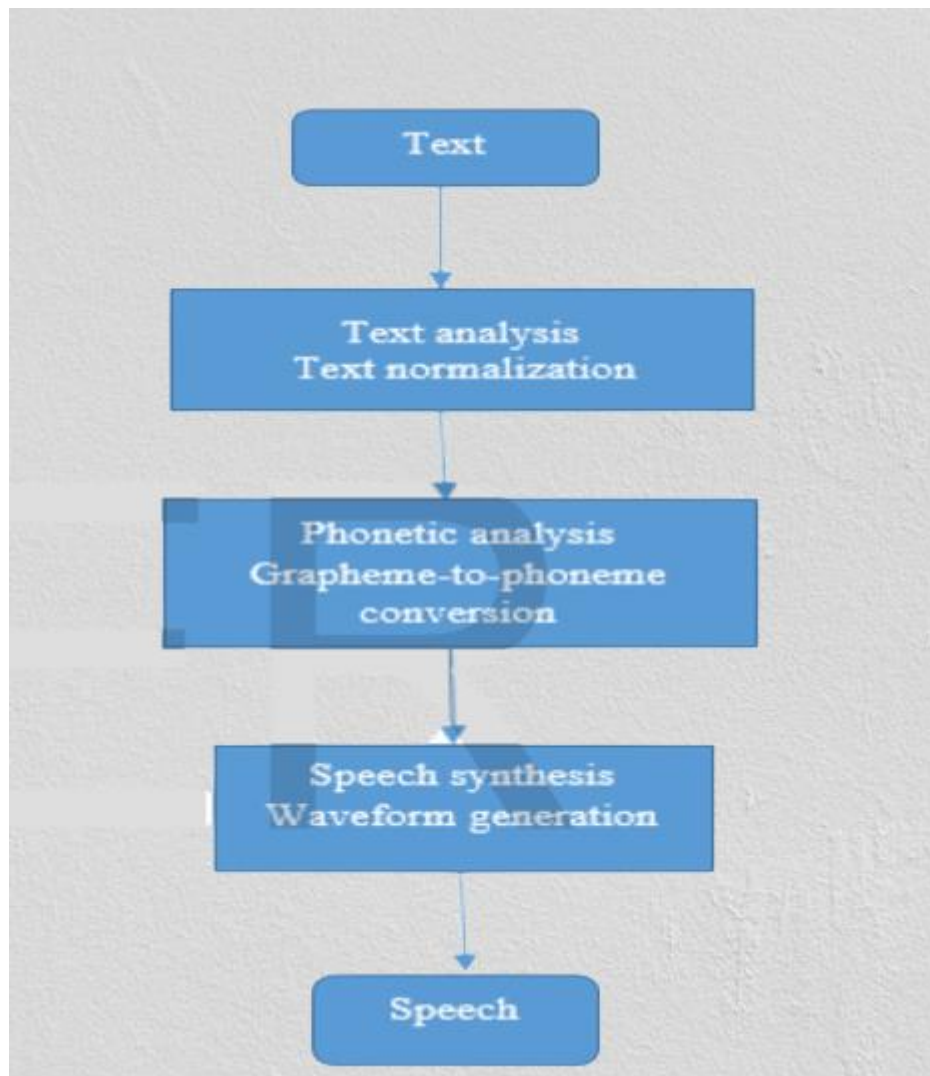 Text
Text analysis
Text normalization
Phonetic analysis
Grapheme-to-phoneme
conversion
Speech synthesis
Waveform generation
Speech